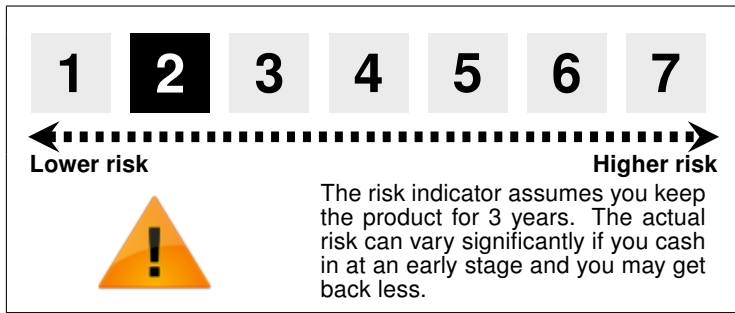 1 2 3 4 5 6 7
Lower risk Higher risk
The risk indicator assumes you keep
the product for 3 years. The actual
risk can vary significantly if you cash
in at an early stage and you may get
back less.